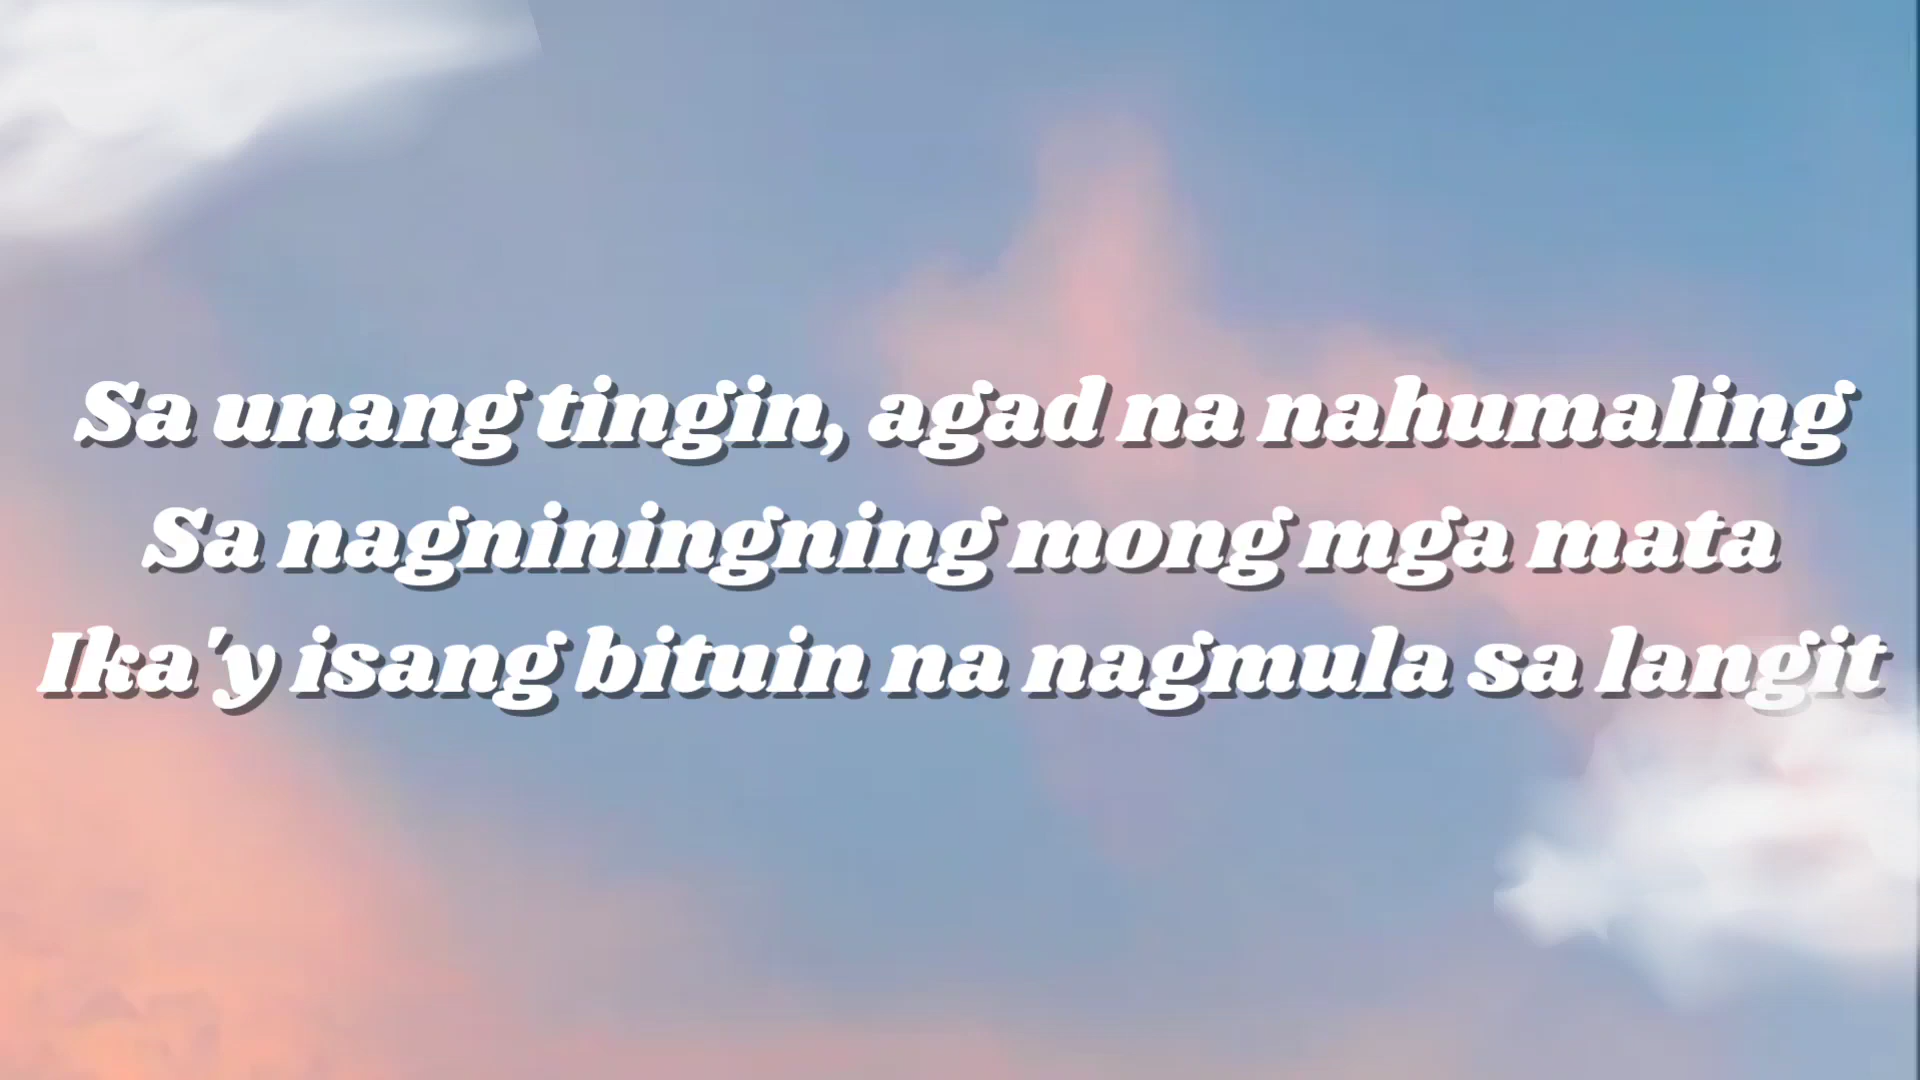 Sa unang tingin, agad na nahumaling
Sa nagniningning mong mga mata
Ika'y isang bituin na nagmula sa langit